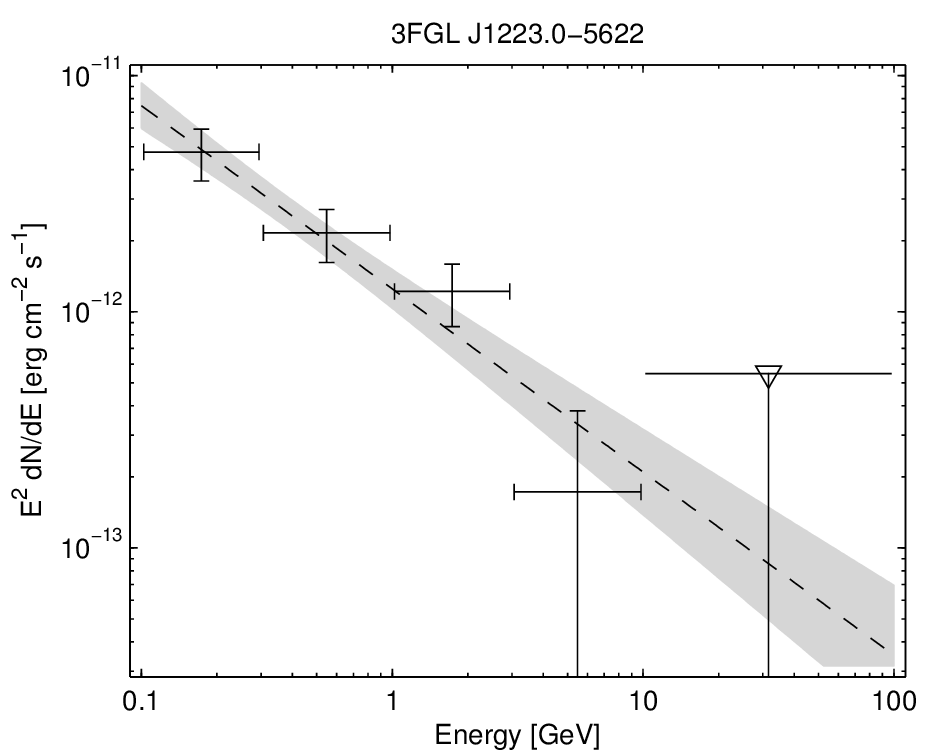 3FGL J1223.0−5622
10⁻¹¹
10⁻¹²
10⁻¹³
E² dN/dE [erg cm⁻² s⁻¹]
0.1 1 10 100
Energy [GeV]